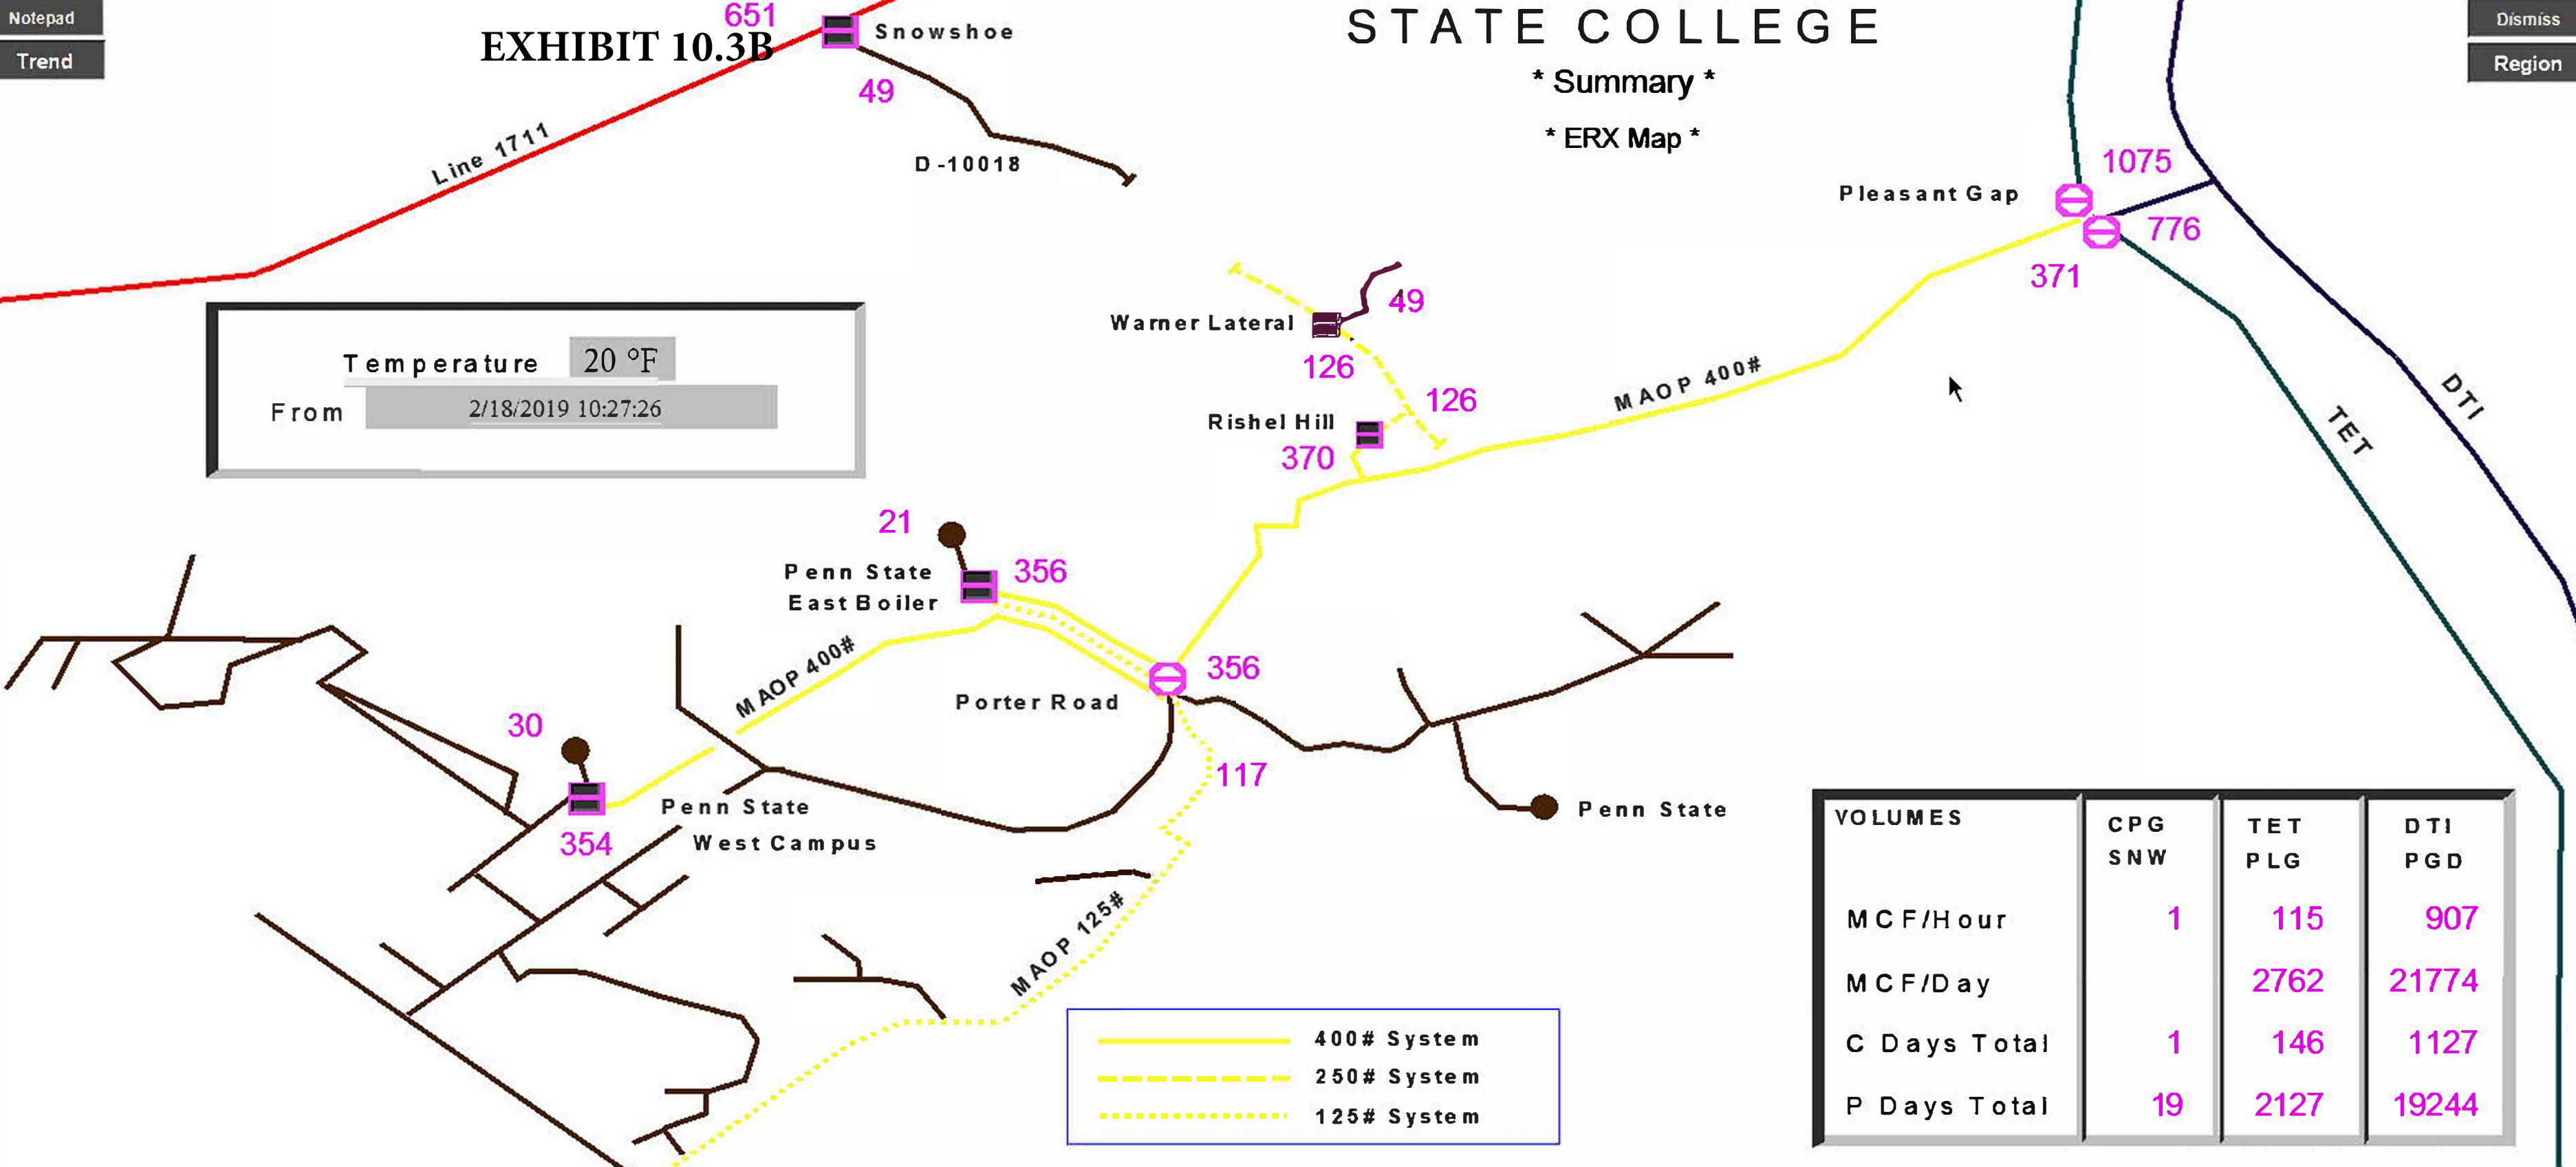 Notepad
Trend
651
EXHIBIT 10.3B
Snowshoe
49
Line 1711
D-10018
STATE COLLEGE
* Summary *
* ERX Map *
Dismiss
Region
1075
Pleasant Gap
776
371
Temperature 20 °F
From 2/18/2019 10:27:26
Warner Lateral
49
126
126
Rishel Hill
370
MAOP 400#
DTI
TET
21
Penn State
East Boiler
356
MAOP 400#
356
Porter Road
30
354
Penn State
West Campus
117
Penn State
MAOP 125#
400# System
250# System
125# System
VOLUMES CPG SNW TET PLG DTI PGD
MCF/Hour 1 115 907
MCF/Day 2762 21774
C Days Total 1 146 1127
P Days Total 19 2127 19244